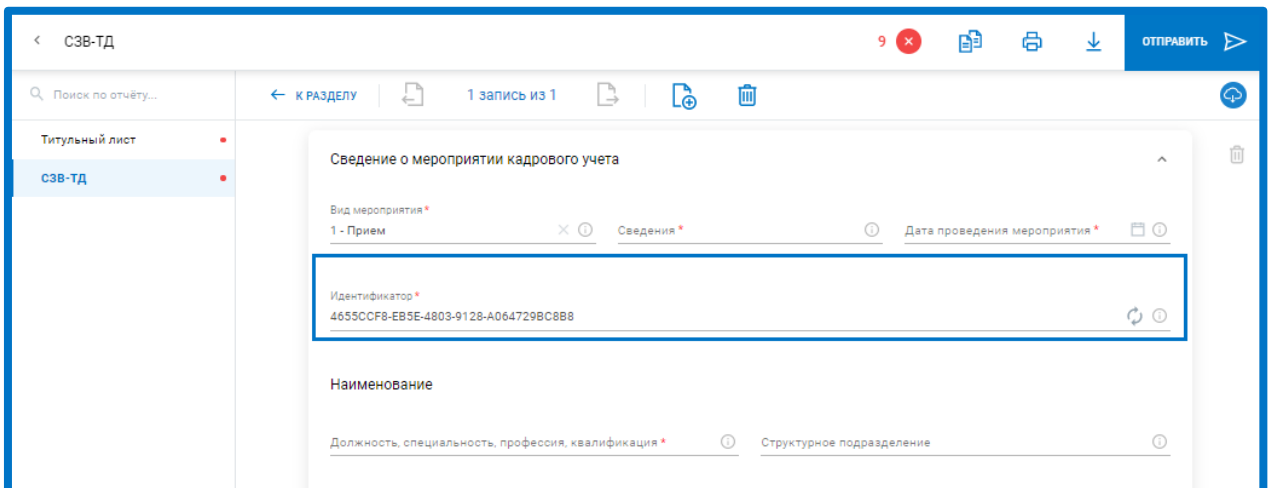 СЗВ-ТД
9
ОТПРАВИТЬ
Поиск по отчёту...
К РАЗДЕЛУ
1 запись из 1
Титульный лист
СЗВ-ТД
Сведение о мероприятии кадрового учета
Вид мероприятия *
1 - Прием
Сведения *
Дата проведения мероприятия *
Идентификатор *
4655CCF8-EB5E-4803-9128-A064729BC8B8
Наименование
Должность, специальность, профессия, квалификация *
Структурное подразделение